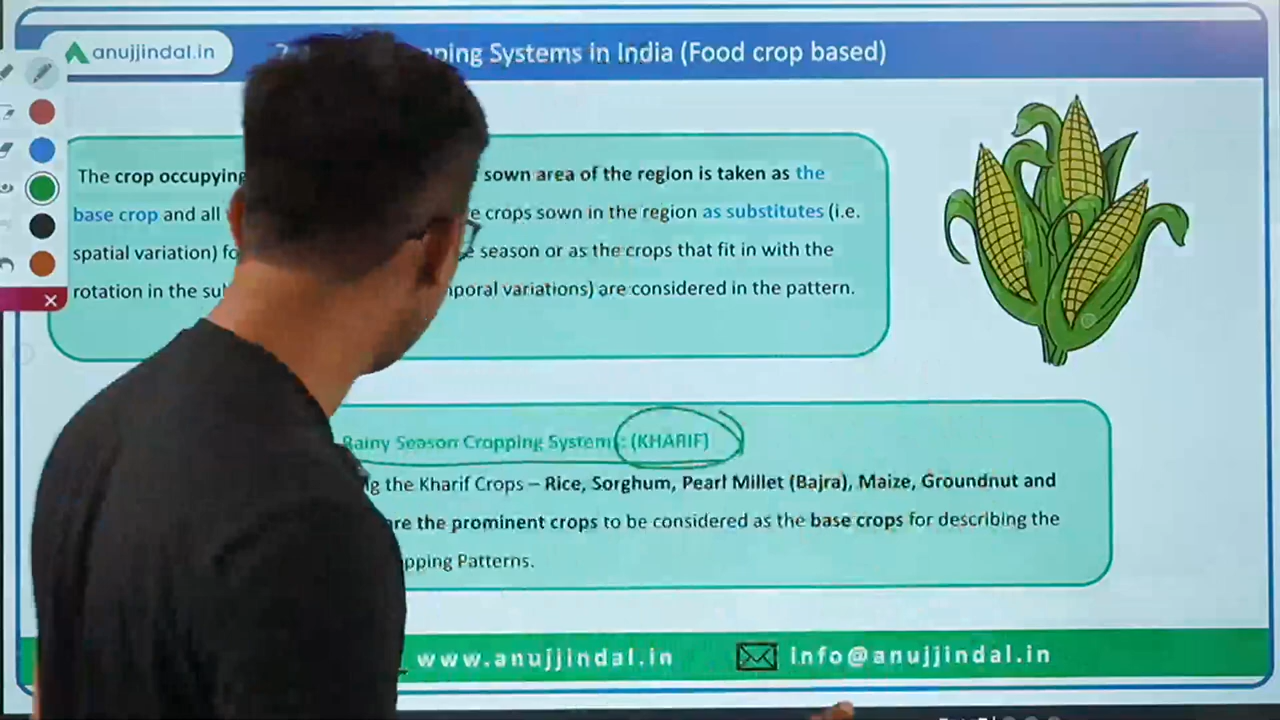 anujjindal.in
ping Systems in India (Food crop based)
The crop occupying sown area of the region is taken as the
base crop and all crops sown in the region as substitutes (i.e.
spatial variation) season or as the crops that fit in with the
rotation in the poral variations) are considered in the pattern.
Rainy Season Cropping System: (KHARIF)
the Kharif Crops – Rice, Sorghum, Pearl Millet (Bajra), Maize, Groundnut and
are the prominent crops to be considered as the base crops for describing the
pping Patterns.
www.anujjindal.in info@anujjindal.in